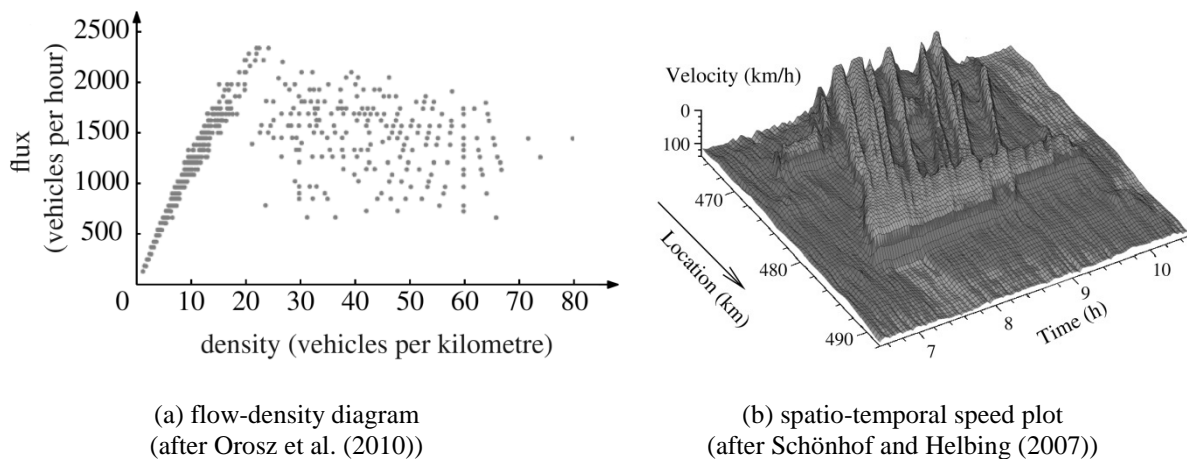 2500
2000
1500
1000
500
0
10 20 30 40 50 60 70 80
flux
(vehicles per hour)
density (vehicles per kilometre)
Velocity (km/h)
0
100
470
480
490
Location (km)
7 8 9 10
Time (h)
(a) flow-density diagram
(after Orosz et al. (2010))
(b) spatio-temporal speed plot
(after Schönhof and Helbing (2007))